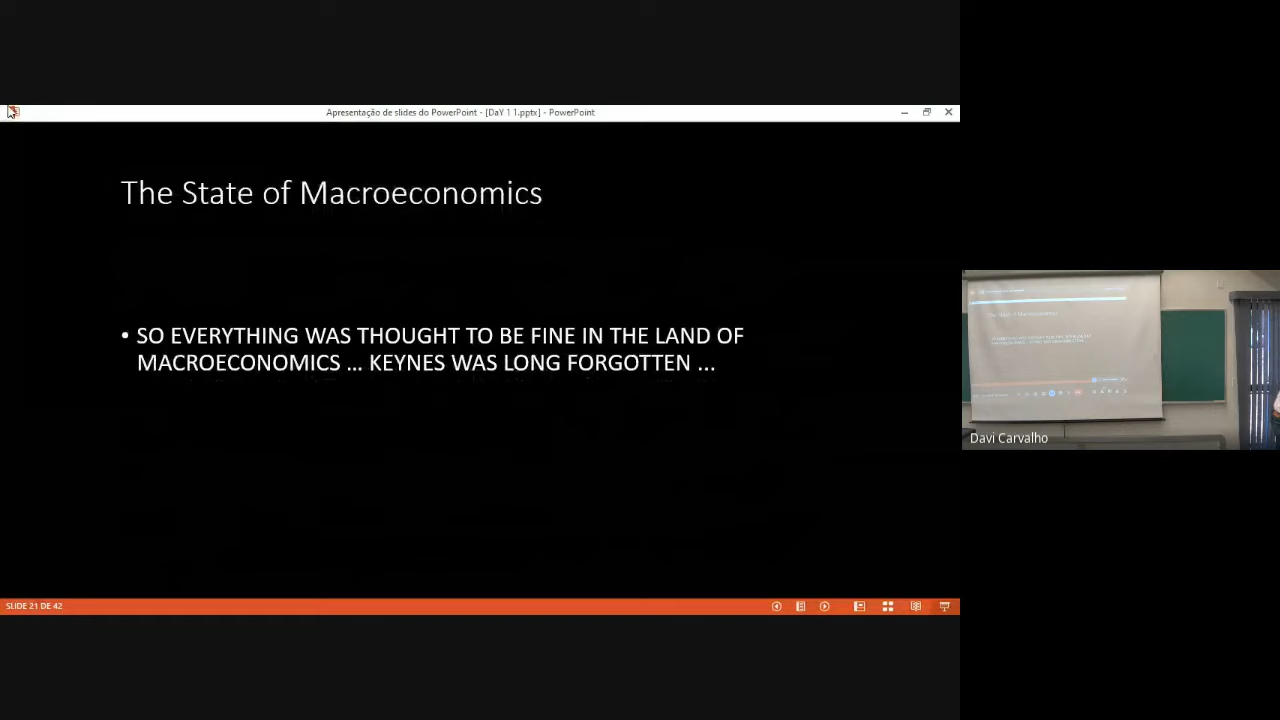 Apresentação de slides do PowerPoint - [DaY 1 1.pptx] - PowerPoint
The State of Macroeconomics
• SO EVERYTHING WAS THOUGHT TO BE FINE IN THE LAND OF
MACROECONOMICS ... KEYNES WAS LONG FORGOTTEN ...
Davi Carvalho
SLIDE 21 DE 42